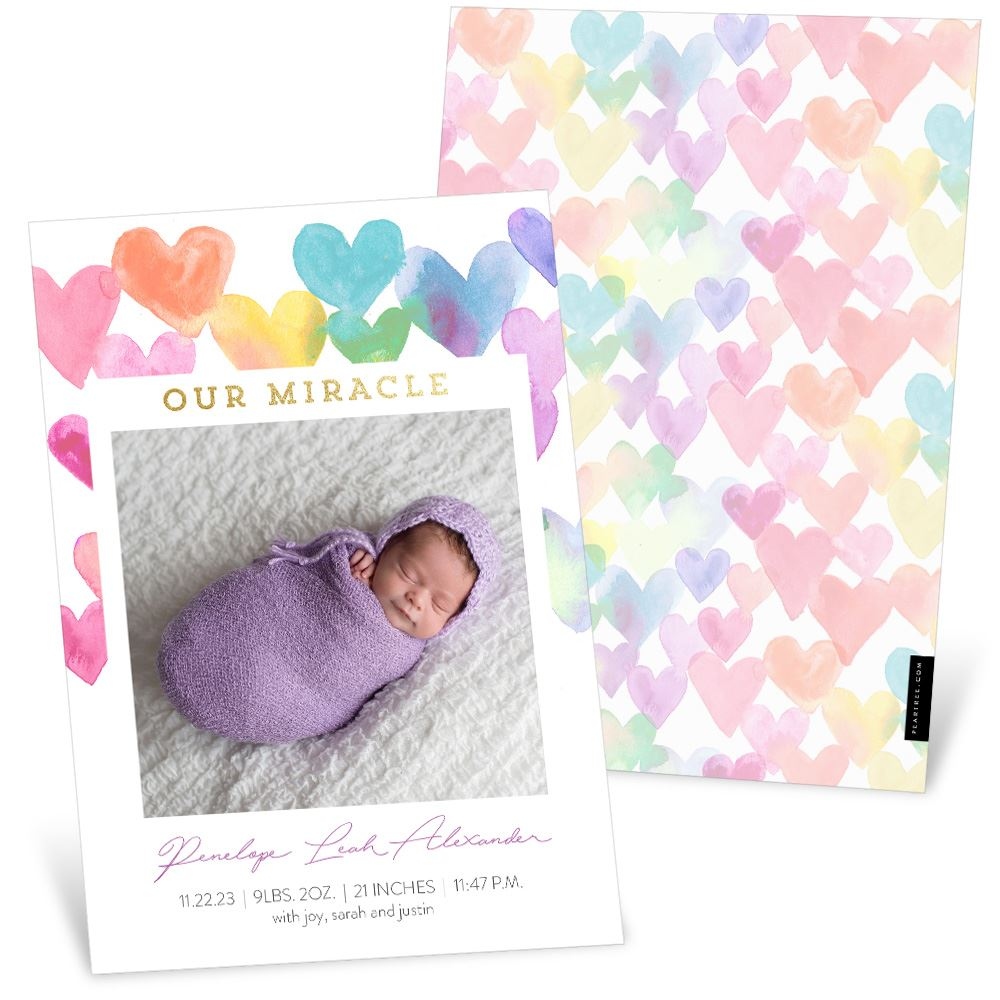 OUR MIRACLE
Penelope Leah Alexander
11.22.23 | 9LBS. 2OZ. | 21 INCHES | 11:47 P.M.
with joy, sarah and justin
PEARTREE.COM